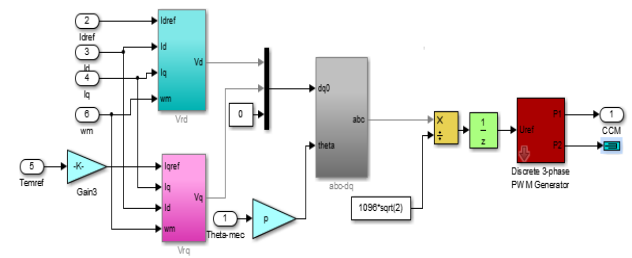 2
Idref
3
Id
4
Iq
6
wm
Idref
Id
Iq
wm
Vd
Vrd
5
Temref
-K-
Gain3
Iqref
Iq
Id
wm
Vq
Vrq
0
1
Theta-mec
p
dq0
theta
abc
abc-dq
1096*sqrt(2)
×
÷
1
z
Uref
P1
P2
Discrete 3-phase
PWM Generator
1
CCM